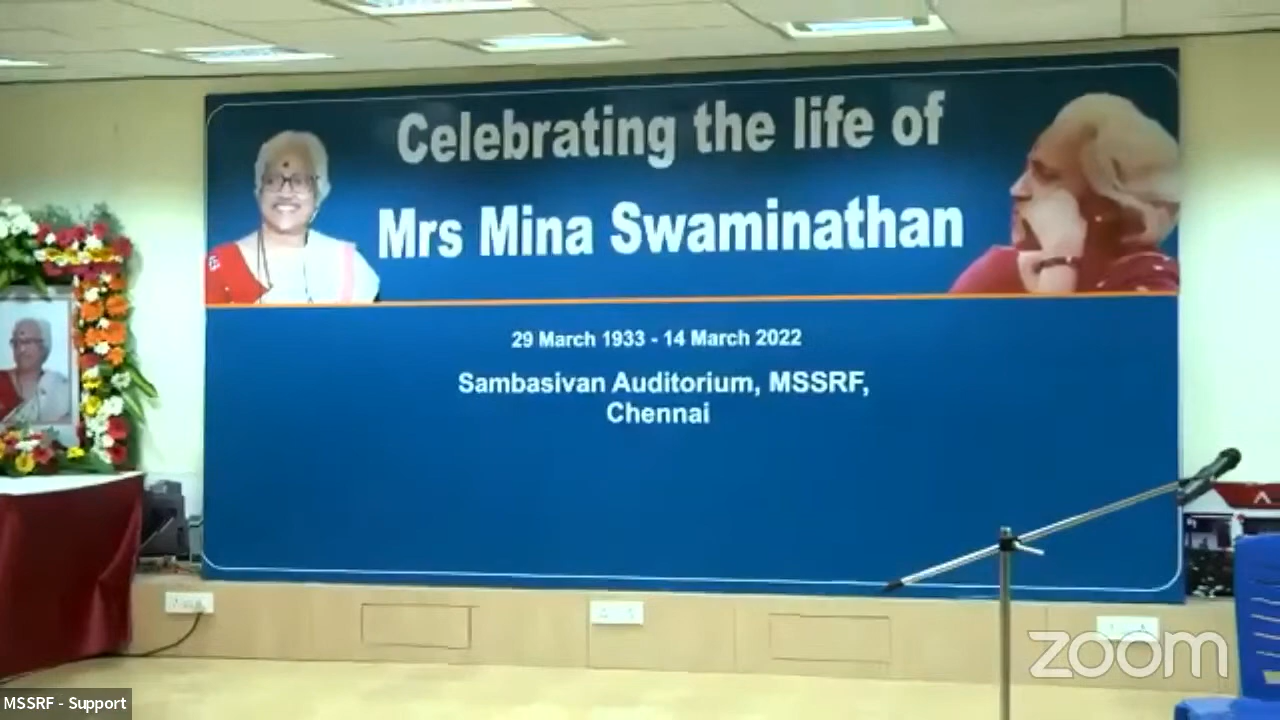 Celebrating the life of
Mrs Mina Swaminathan
29 March 1933 - 14 March 2022
Sambasivan Auditorium, MSSRF,
Chennai
zoom
MSSRF - Support